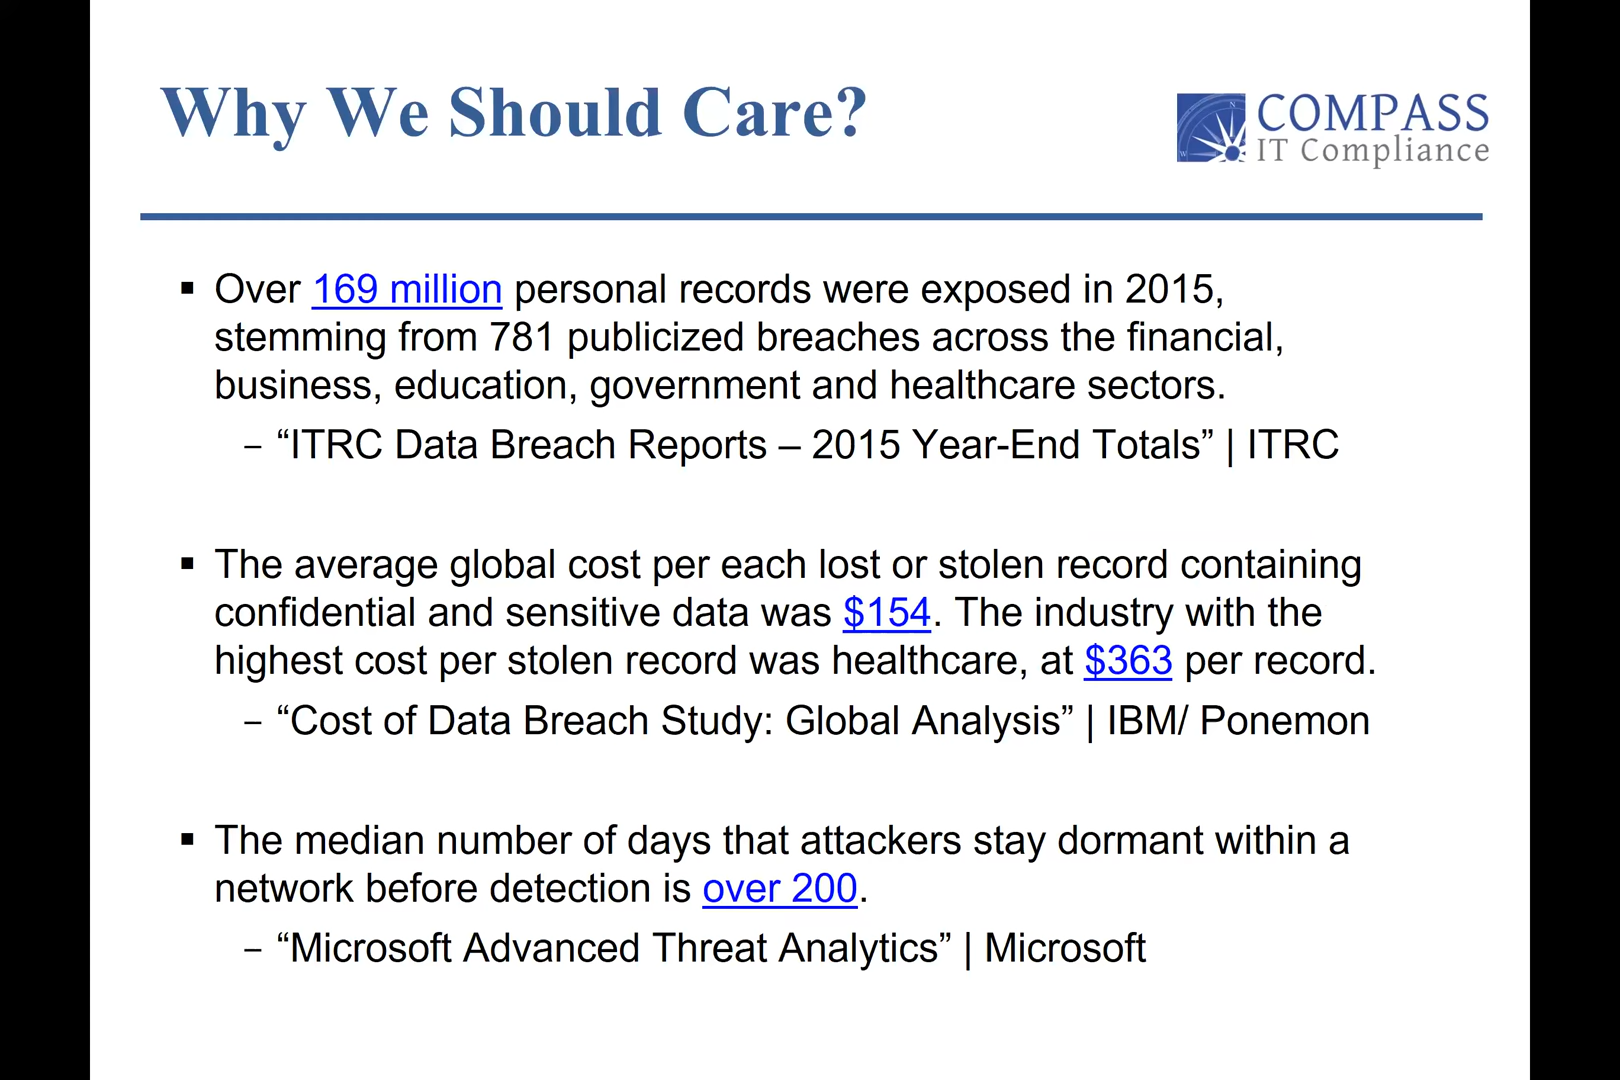 Why We Should Care?
COMPASS
IT Compliance
N
W
▪ Over 169 million personal records were exposed in 2015,
stemming from 781 publicized breaches across the financial,
business, education, government and healthcare sectors.
– “ITRC Data Breach Reports – 2015 Year-End Totals” | ITRC
▪ The average global cost per each lost or stolen record containing
confidential and sensitive data was $154. The industry with the
highest cost per stolen record was healthcare, at $363 per record.
– “Cost of Data Breach Study: Global Analysis” | IBM/ Ponemon
▪ The median number of days that attackers stay dormant within a
network before detection is over 200.
– “Microsoft Advanced Threat Analytics” | Microsoft